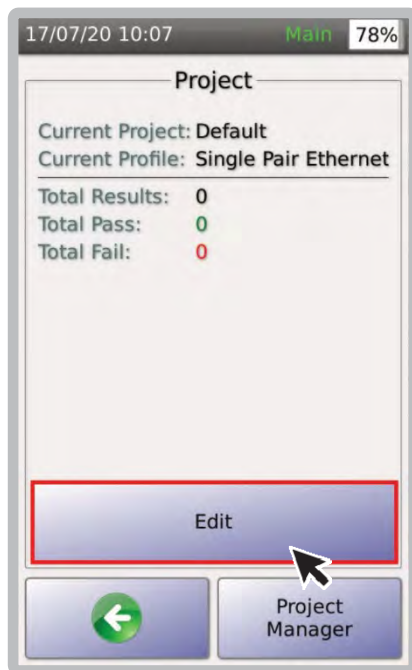 17/07/20 10:07 Main 78%
Project
Current Project: Default
Current Profile: Single Pair Ethernet
Total Results: 0
Total Pass: 0
Total Fail: 0
Edit
Project
Manager